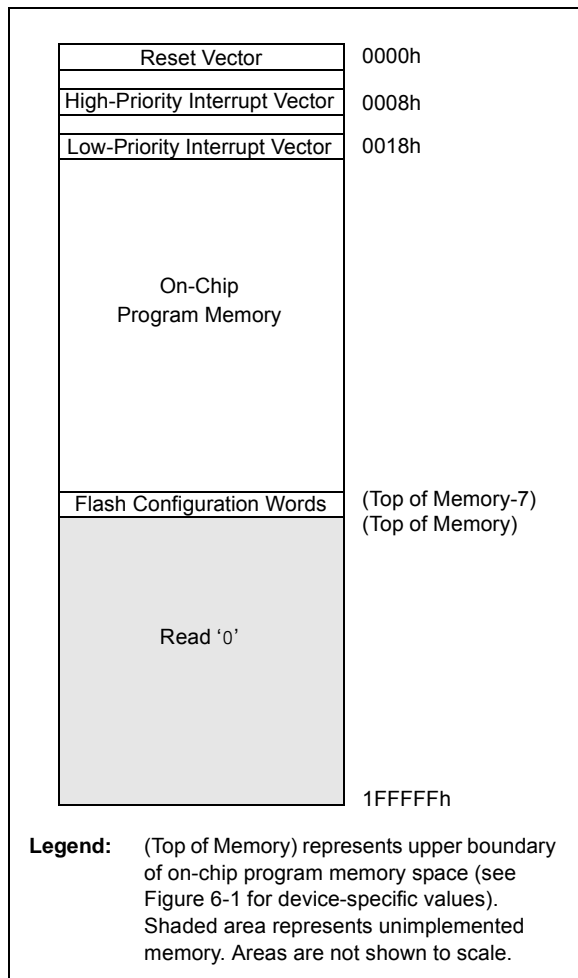 Reset Vector 0000h
High-Priority Interrupt Vector 0008h
Low-Priority Interrupt Vector 0018h
On-Chip
Program Memory
Flash Configuration Words (Top of Memory-7)
(Top of Memory)
Read ‘0’
1FFFFFh
Legend: (Top of Memory) represents upper boundary
of on-chip program memory space (see
Figure 6-1 for device-specific values).
Shaded area represents unimplemented
memory. Areas are not shown to scale.